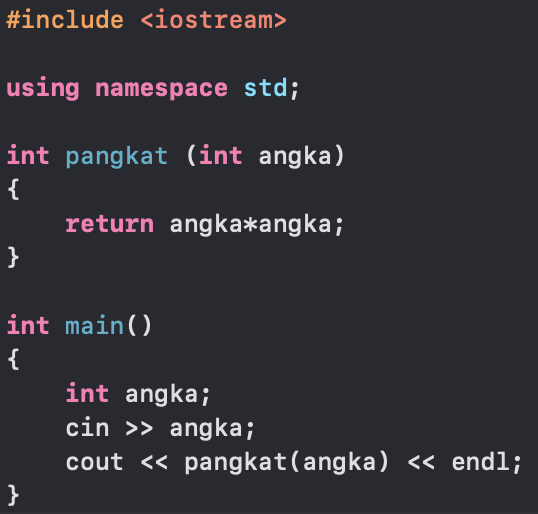 #include <iostream>
using namespace std;
int pangkat (int angka)
{
    return angka*angka;
}
int main()
{
    int angka;
    cin >> angka;
    cout << pangkat(angka) << endl;
}